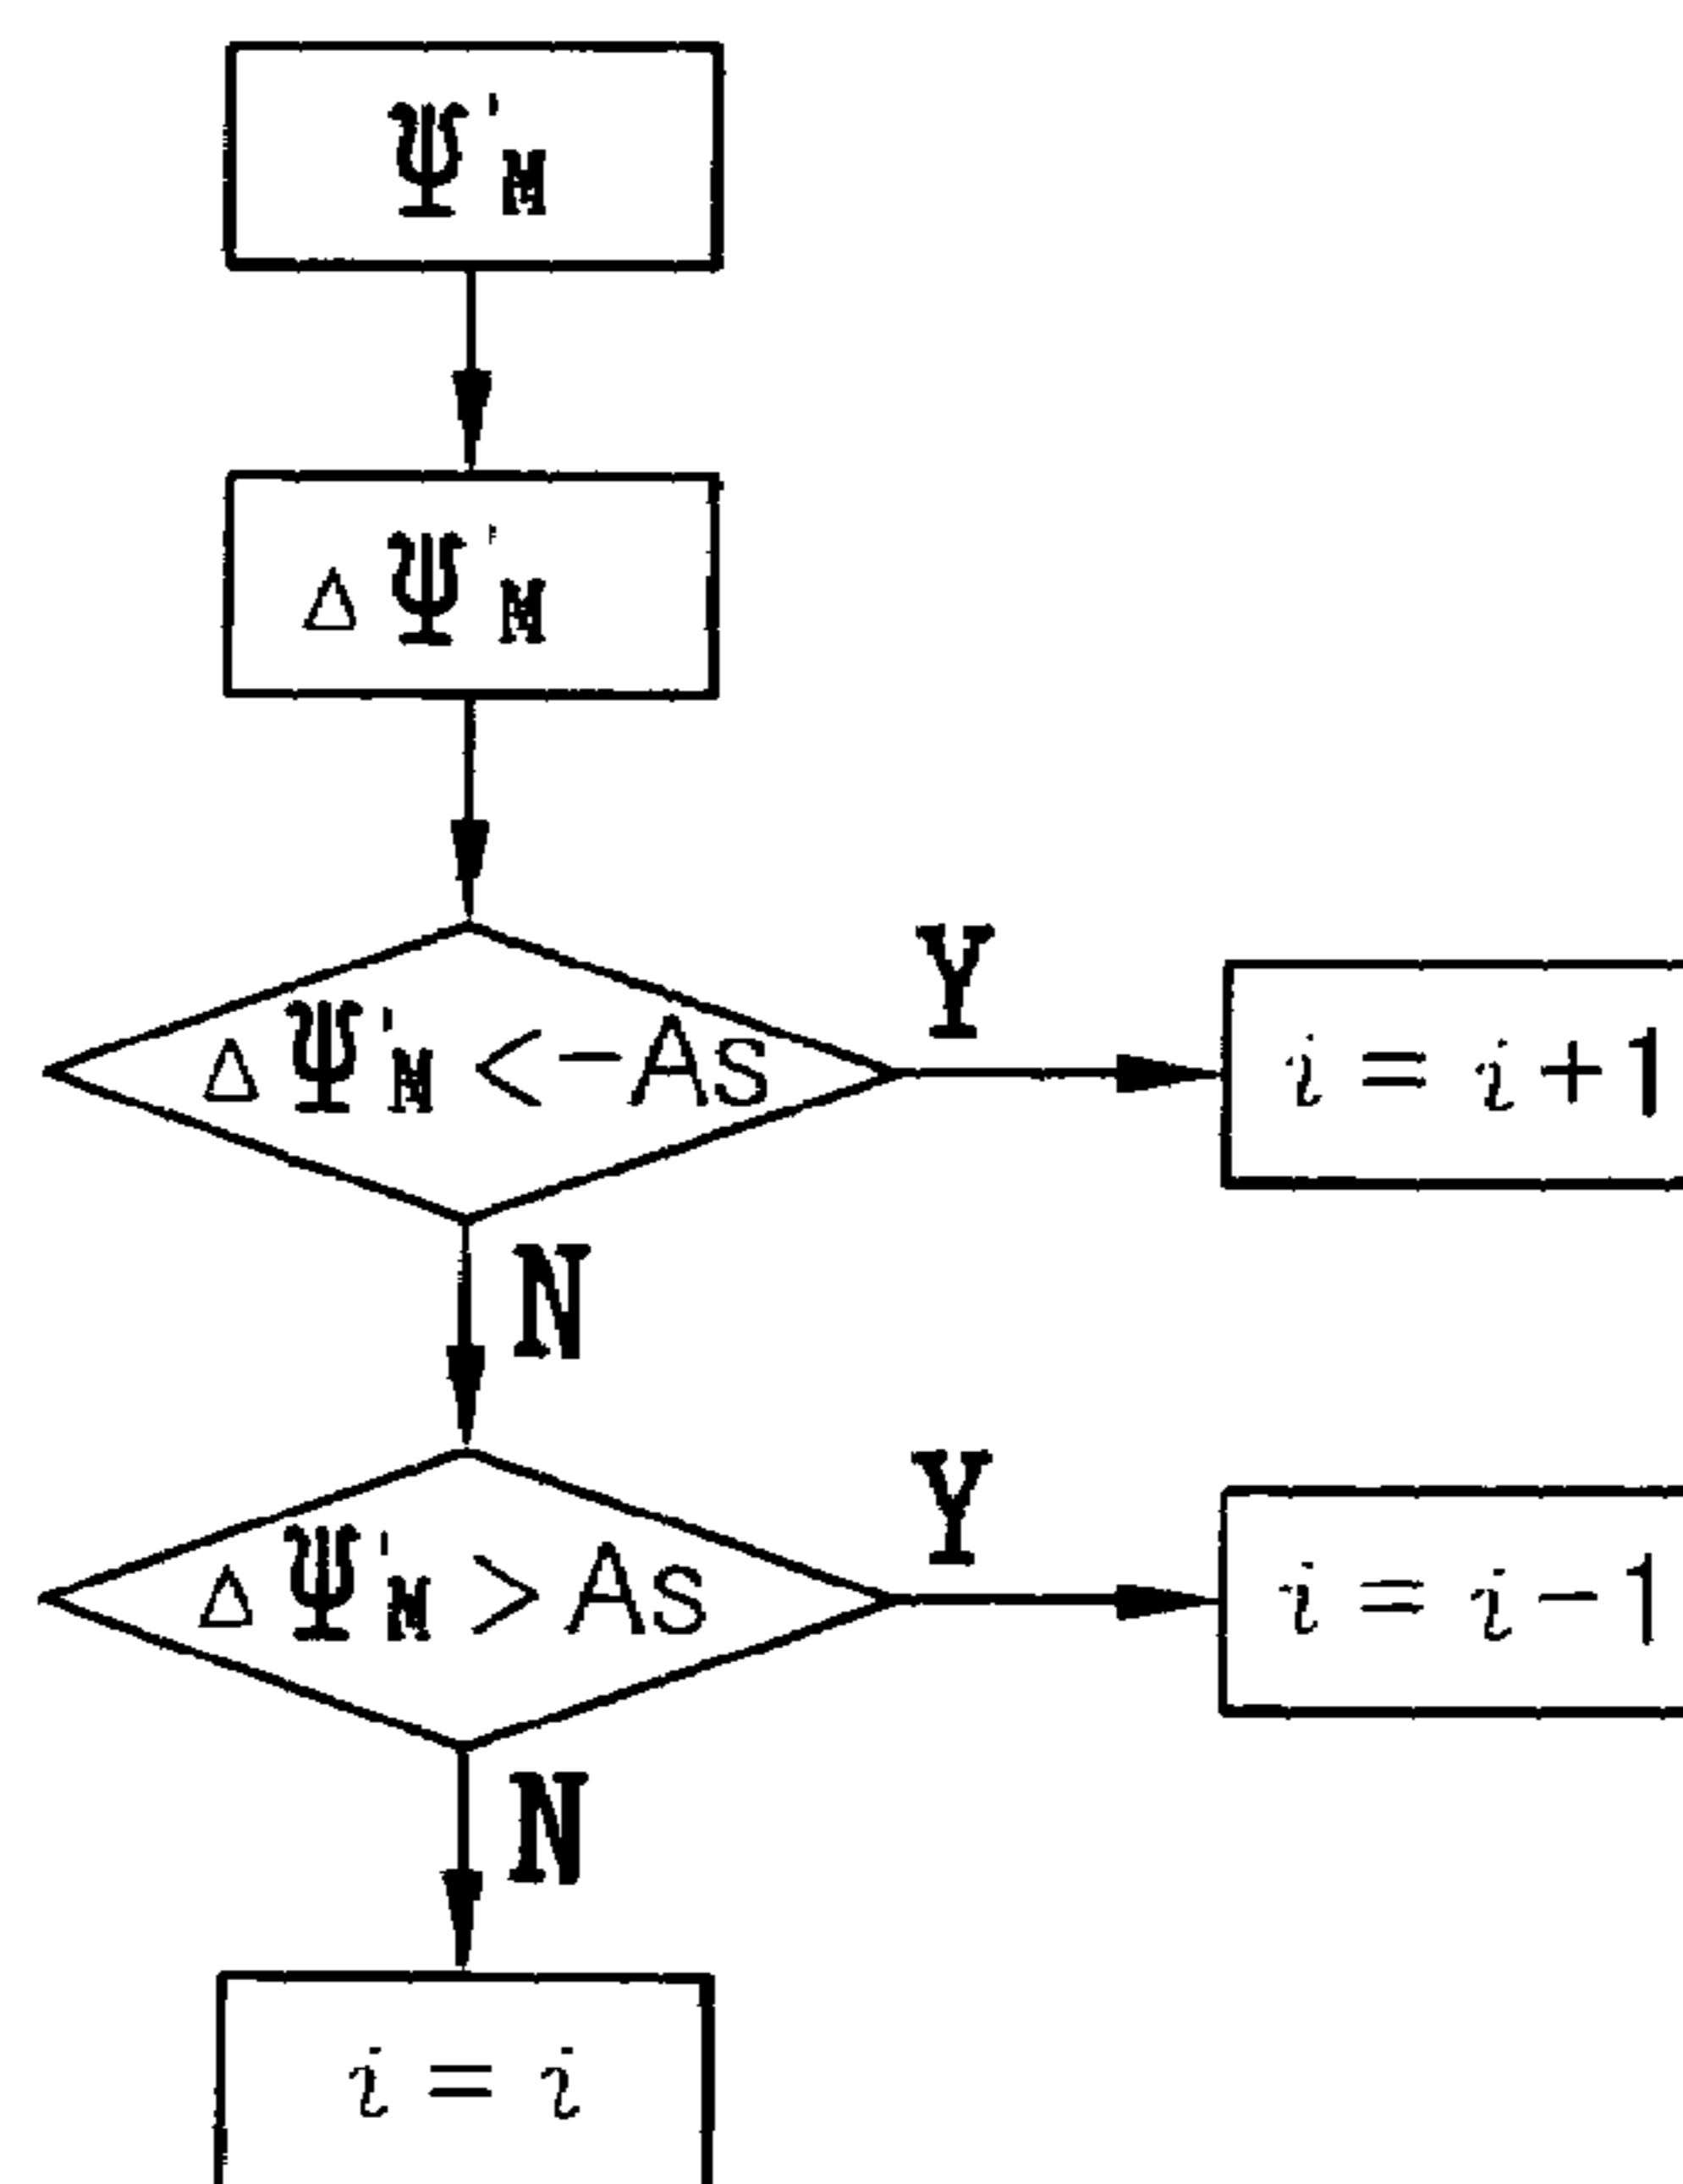 Ψ'M
ΔΨ'M
ΔΨ'M <-As
Y
i = i + 1
N
ΔΨ'M > As
Y
i = i - 1
N
i = i